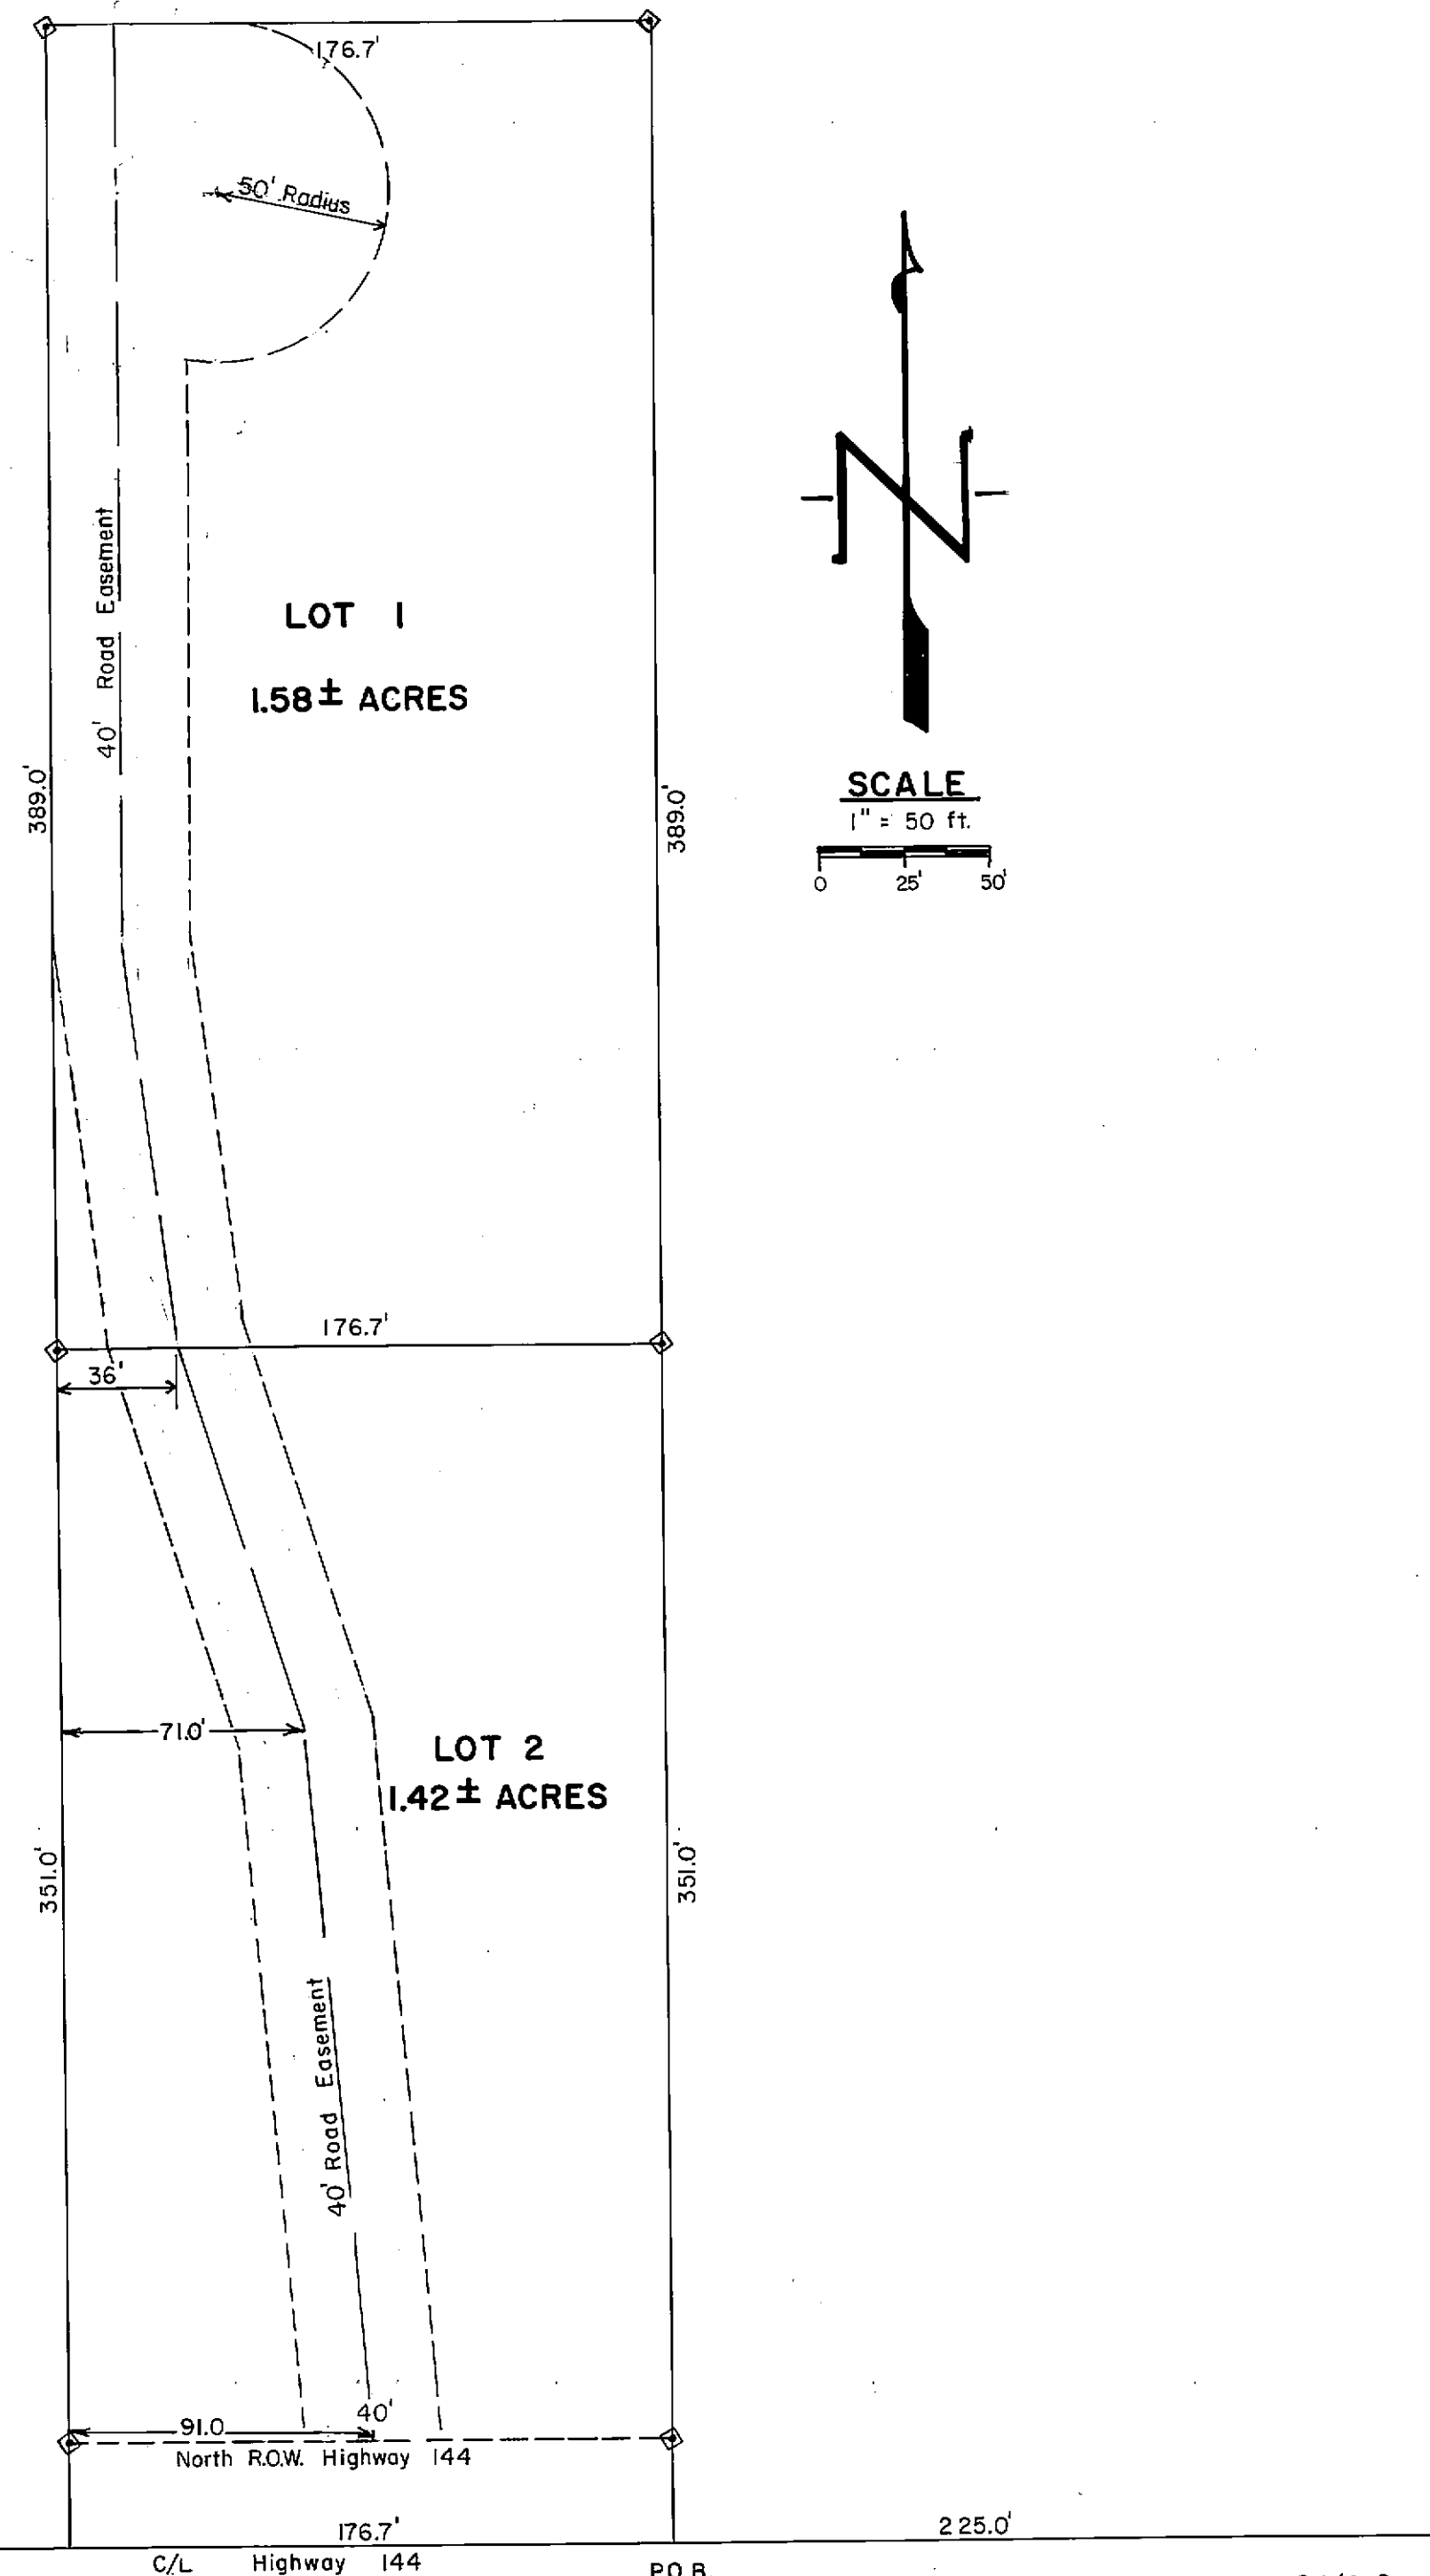 176.7'
50' Radius
40' Road Easement
LOT 1
1.58± ACRES
389.0'
389.0'
N
SCALE
1" = 50 ft.
0 25' 50'
176.7'
36'
71.0'
LOT 2
1.42± ACRES
351.0'
351.0'
40' Road Easement
40'
91.0
North R.O.W. Highway 144
176.7'
225.0'
C/L Highway 144
P.O.B.